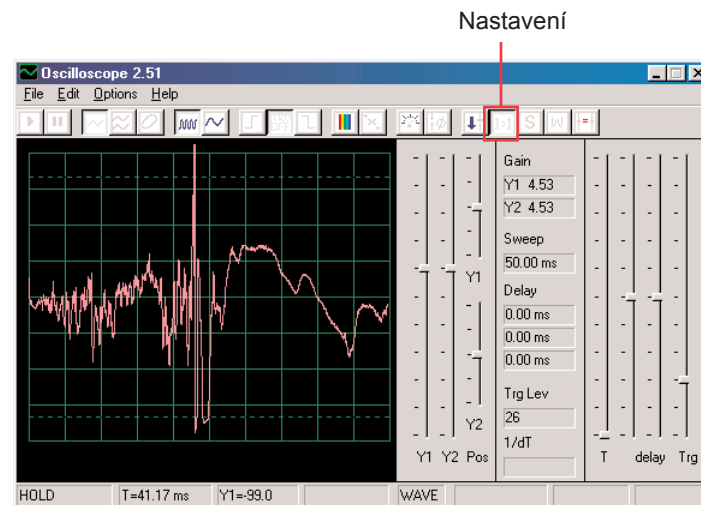 Nastavení
Oscilloscope 2.51
File Edit Options Help
Gain
Y1 4.53
Y2 4.53
Sweep
50.00 ms
Delay
0.00 ms
0.00 ms
0.00 ms
Trg Lev
26
1/dT
Y1
Y2
Y1 Y2 Pos
T delay Trg
HOLD T=41.17 ms Y1=-99.0 WAVE